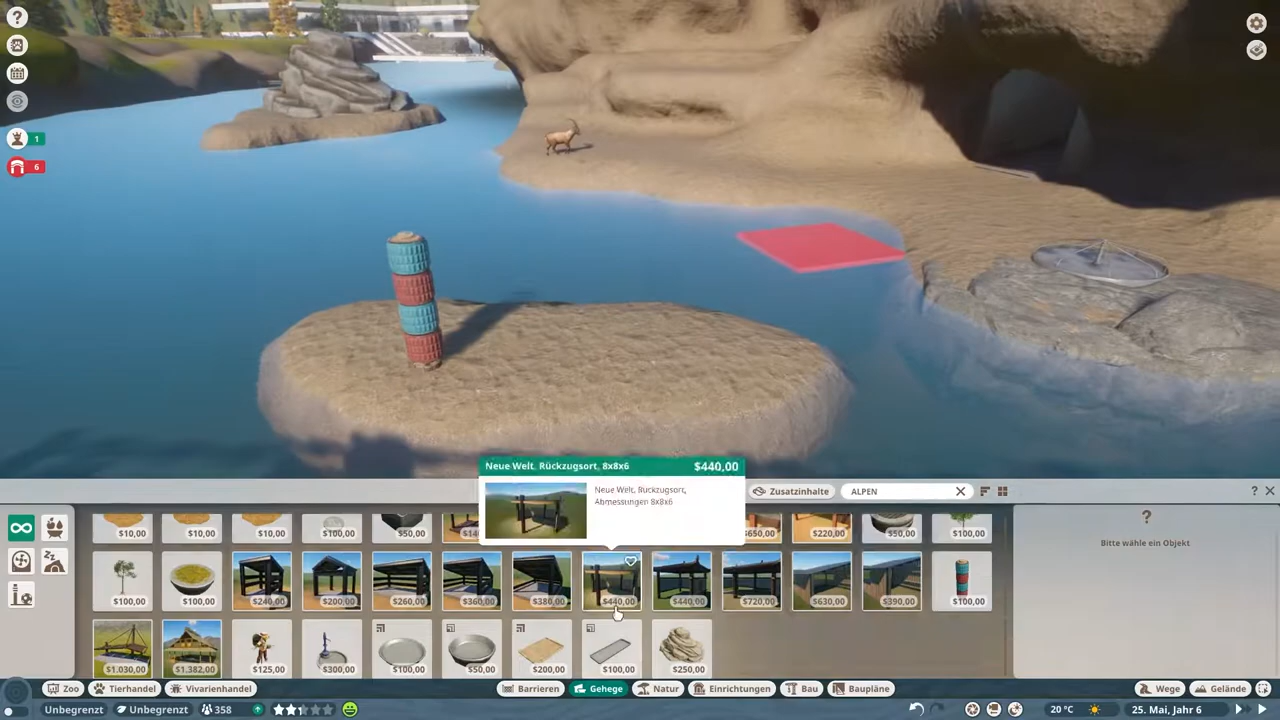 ?
1
6
Neue Welt, Rückzugsort, 8x8x6 $440,00
Neue Welt, Rückzugsort,
Abmessungen 8x8x6
Zusatzinhalte
ALPEN
?
$10,00 $10,00 $10,00 $100,00 $50,00 $650,00 $220,00 $50,00 $100,00
?
Bitte wähle ein Objekt
$100,00 $100,00 $240,00 $200,00 $260,00 $360,00 $380,00 $440,00 $440,00 $720,00 $630,00 $390,00 $100,00
$1.030,00 $1.382,00 $125,00 $300,00 $100,00 $50,00 $200,00 $100,00 $250,00
Zoo Tierhandel Vivarienhandel Barrieren Gehege Natur Einrichtungen Bau Baupläne Wege Gelände
Unbegrenzt Unbegrenzt 358 20 °C 25. Mai, Jahr 6